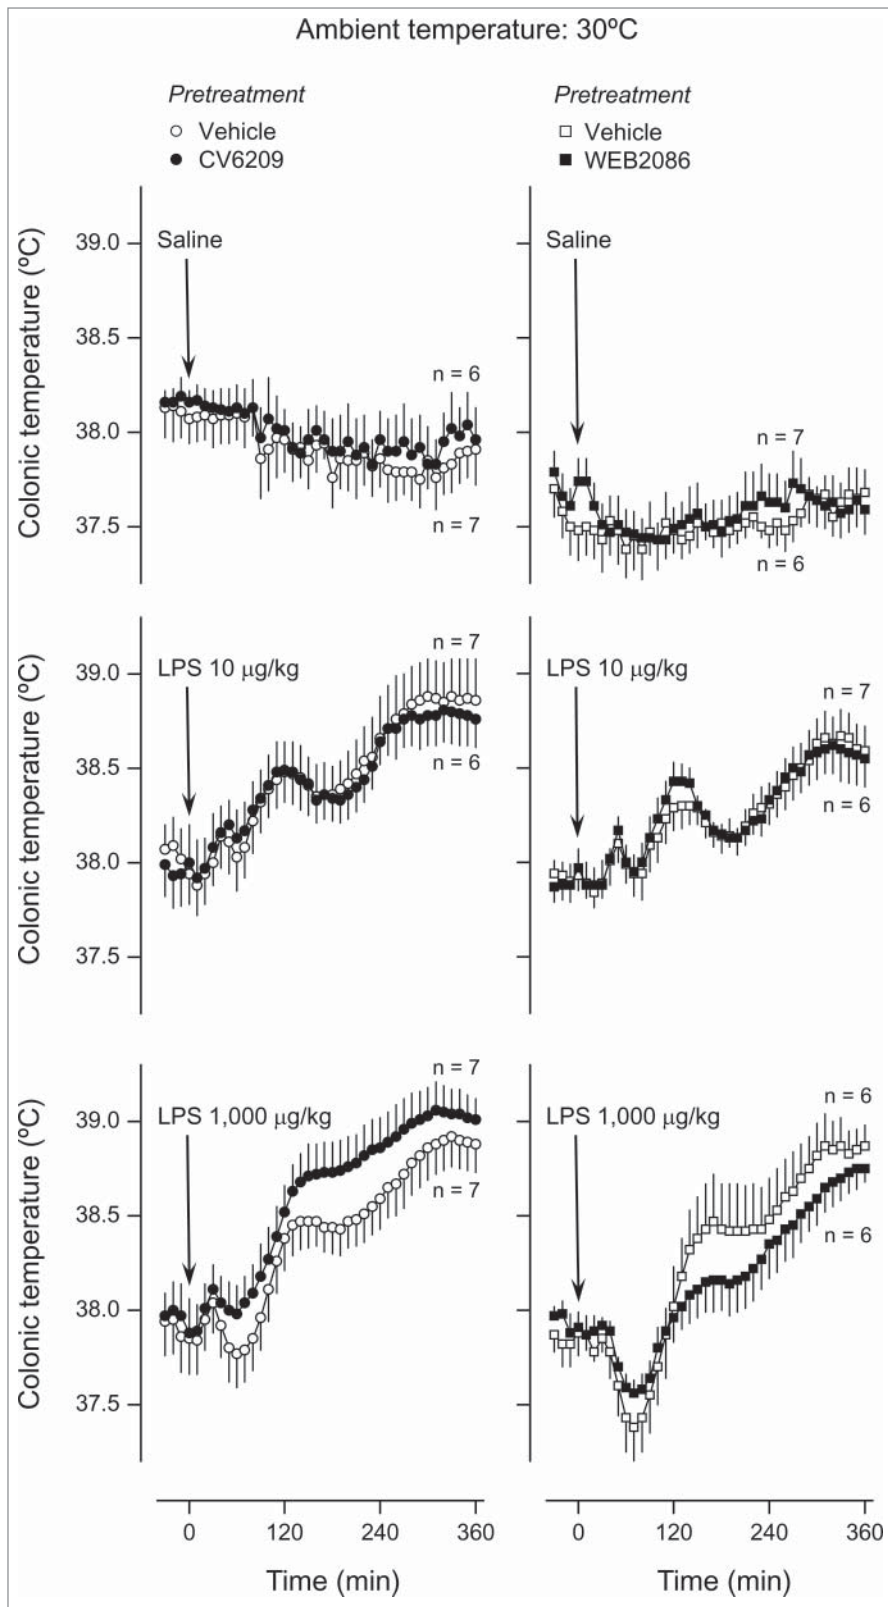 Ambient temperature: 30ºC
Pretreatment
Vehicle
CV6209
Pretreatment
Vehicle
WEB2086
Colonic temperature (ºC)
39.0
38.5
38.0
37.5
Saline
n = 6
n = 7
Saline
n = 7
n = 6
Colonic temperature (ºC)
39.0
38.5
38.0
37.5
LPS 10 µg/kg
n = 7
n = 6
LPS 10 µg/kg
n = 7
n = 6
Colonic temperature (ºC)
39.0
38.5
38.0
37.5
LPS 1,000 µg/kg
n = 7
n = 7
LPS 1,000 µg/kg
n = 6
n = 6
0 120 240 360
Time (min)
0 120 240 360
Time (min)